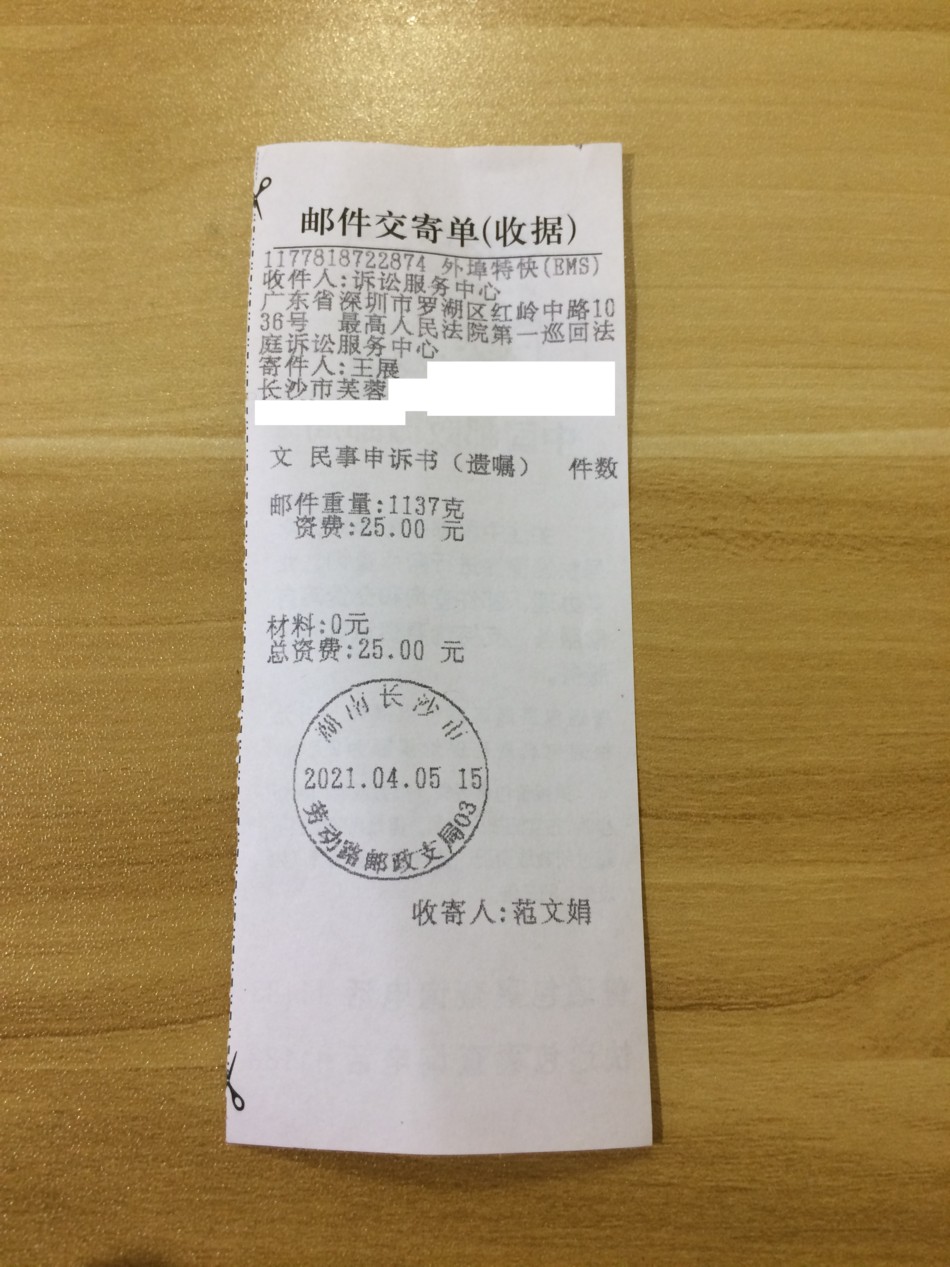 邮件交寄单(收据)
1177818722874 外埠特快(EMS)
收件人:诉讼服务中心
广东省深圳市罗湖区红岭中路10
36号 最高人民法院第一巡回法
庭诉讼服务中心
寄件人:王展
长沙市芙蓉
文 民事申诉书（遗嘱） 件数
邮件重量:1137克
资费:25.00 元
材料:0元
总资费:25.00 元
湖南长沙市
2021.04.05 15
劳动路邮政支局03
收寄人:范文娟